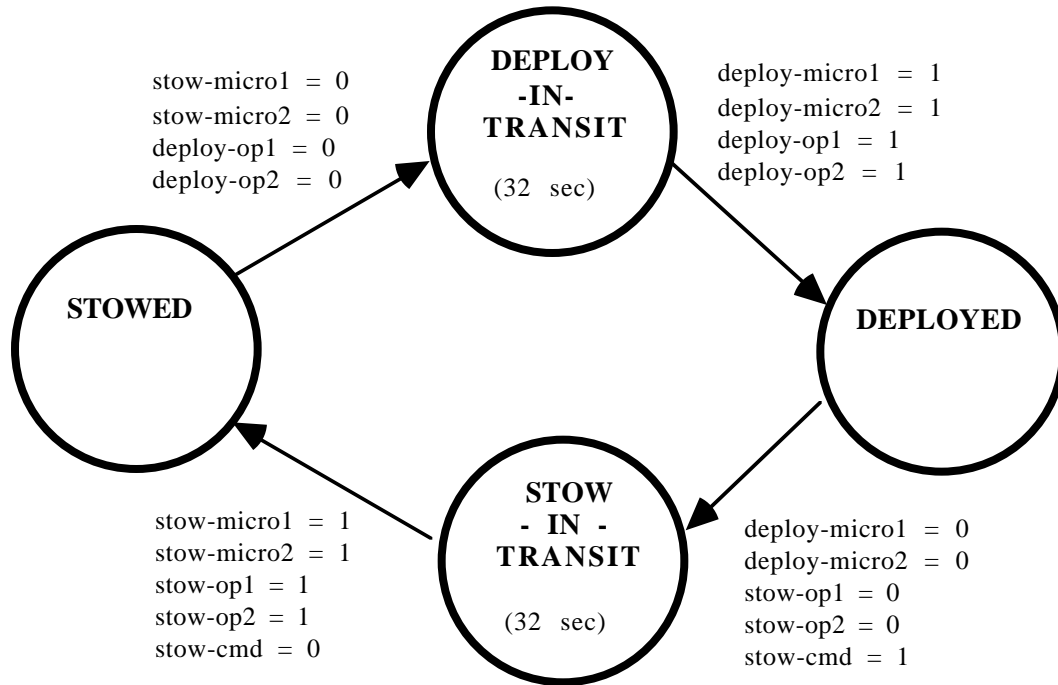 stow-micro1 = 0
stow-micro2 = 0
deploy-op1 = 0
deploy-op2 = 0
DEPLOY
-IN-
TRANSIT
(32 sec)
deploy-micro1 = 1
deploy-micro2 = 1
deploy-op1 = 1
deploy-op2 = 1
STOWED
DEPLOYED
stow-micro1 = 1
stow-micro2 = 1
stow-op1 = 1
stow-op2 = 1
stow-cmd = 0
STOW
- IN -
TRANSIT
(32 sec)
deploy-micro1 = 0
deploy-micro2 = 0
stow-op1 = 0
stow-op2 = 0
stow-cmd = 1